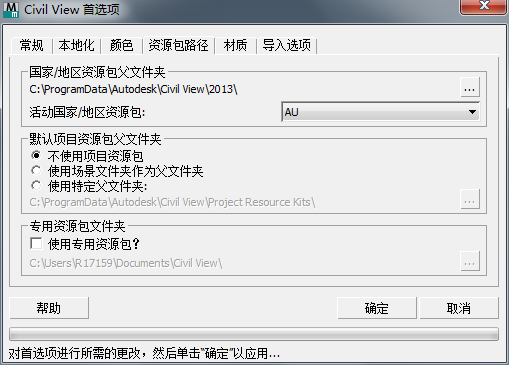 Civil View 首选项
常规 本地化 颜色 资源包路径 材质 导入选项
国家/地区资源包父文件夹
C:\ProgramData\Autodesk\Civil View\2013\
...
活动国家/地区资源包: AU
默认项目资源包父文件夹
不使用项目资源包
使用场景文件夹作为父文件夹
使用特定父文件夹:
C:\ProgramData\Autodesk\Civil View\Project Resource Kits\
...
专用资源包文件夹
使用专用资源包?
C:\Users\R17159\Documents\Civil View\
...
帮助 确定 取消
对首选项进行所需的更改，然后单击“确定”以应用...